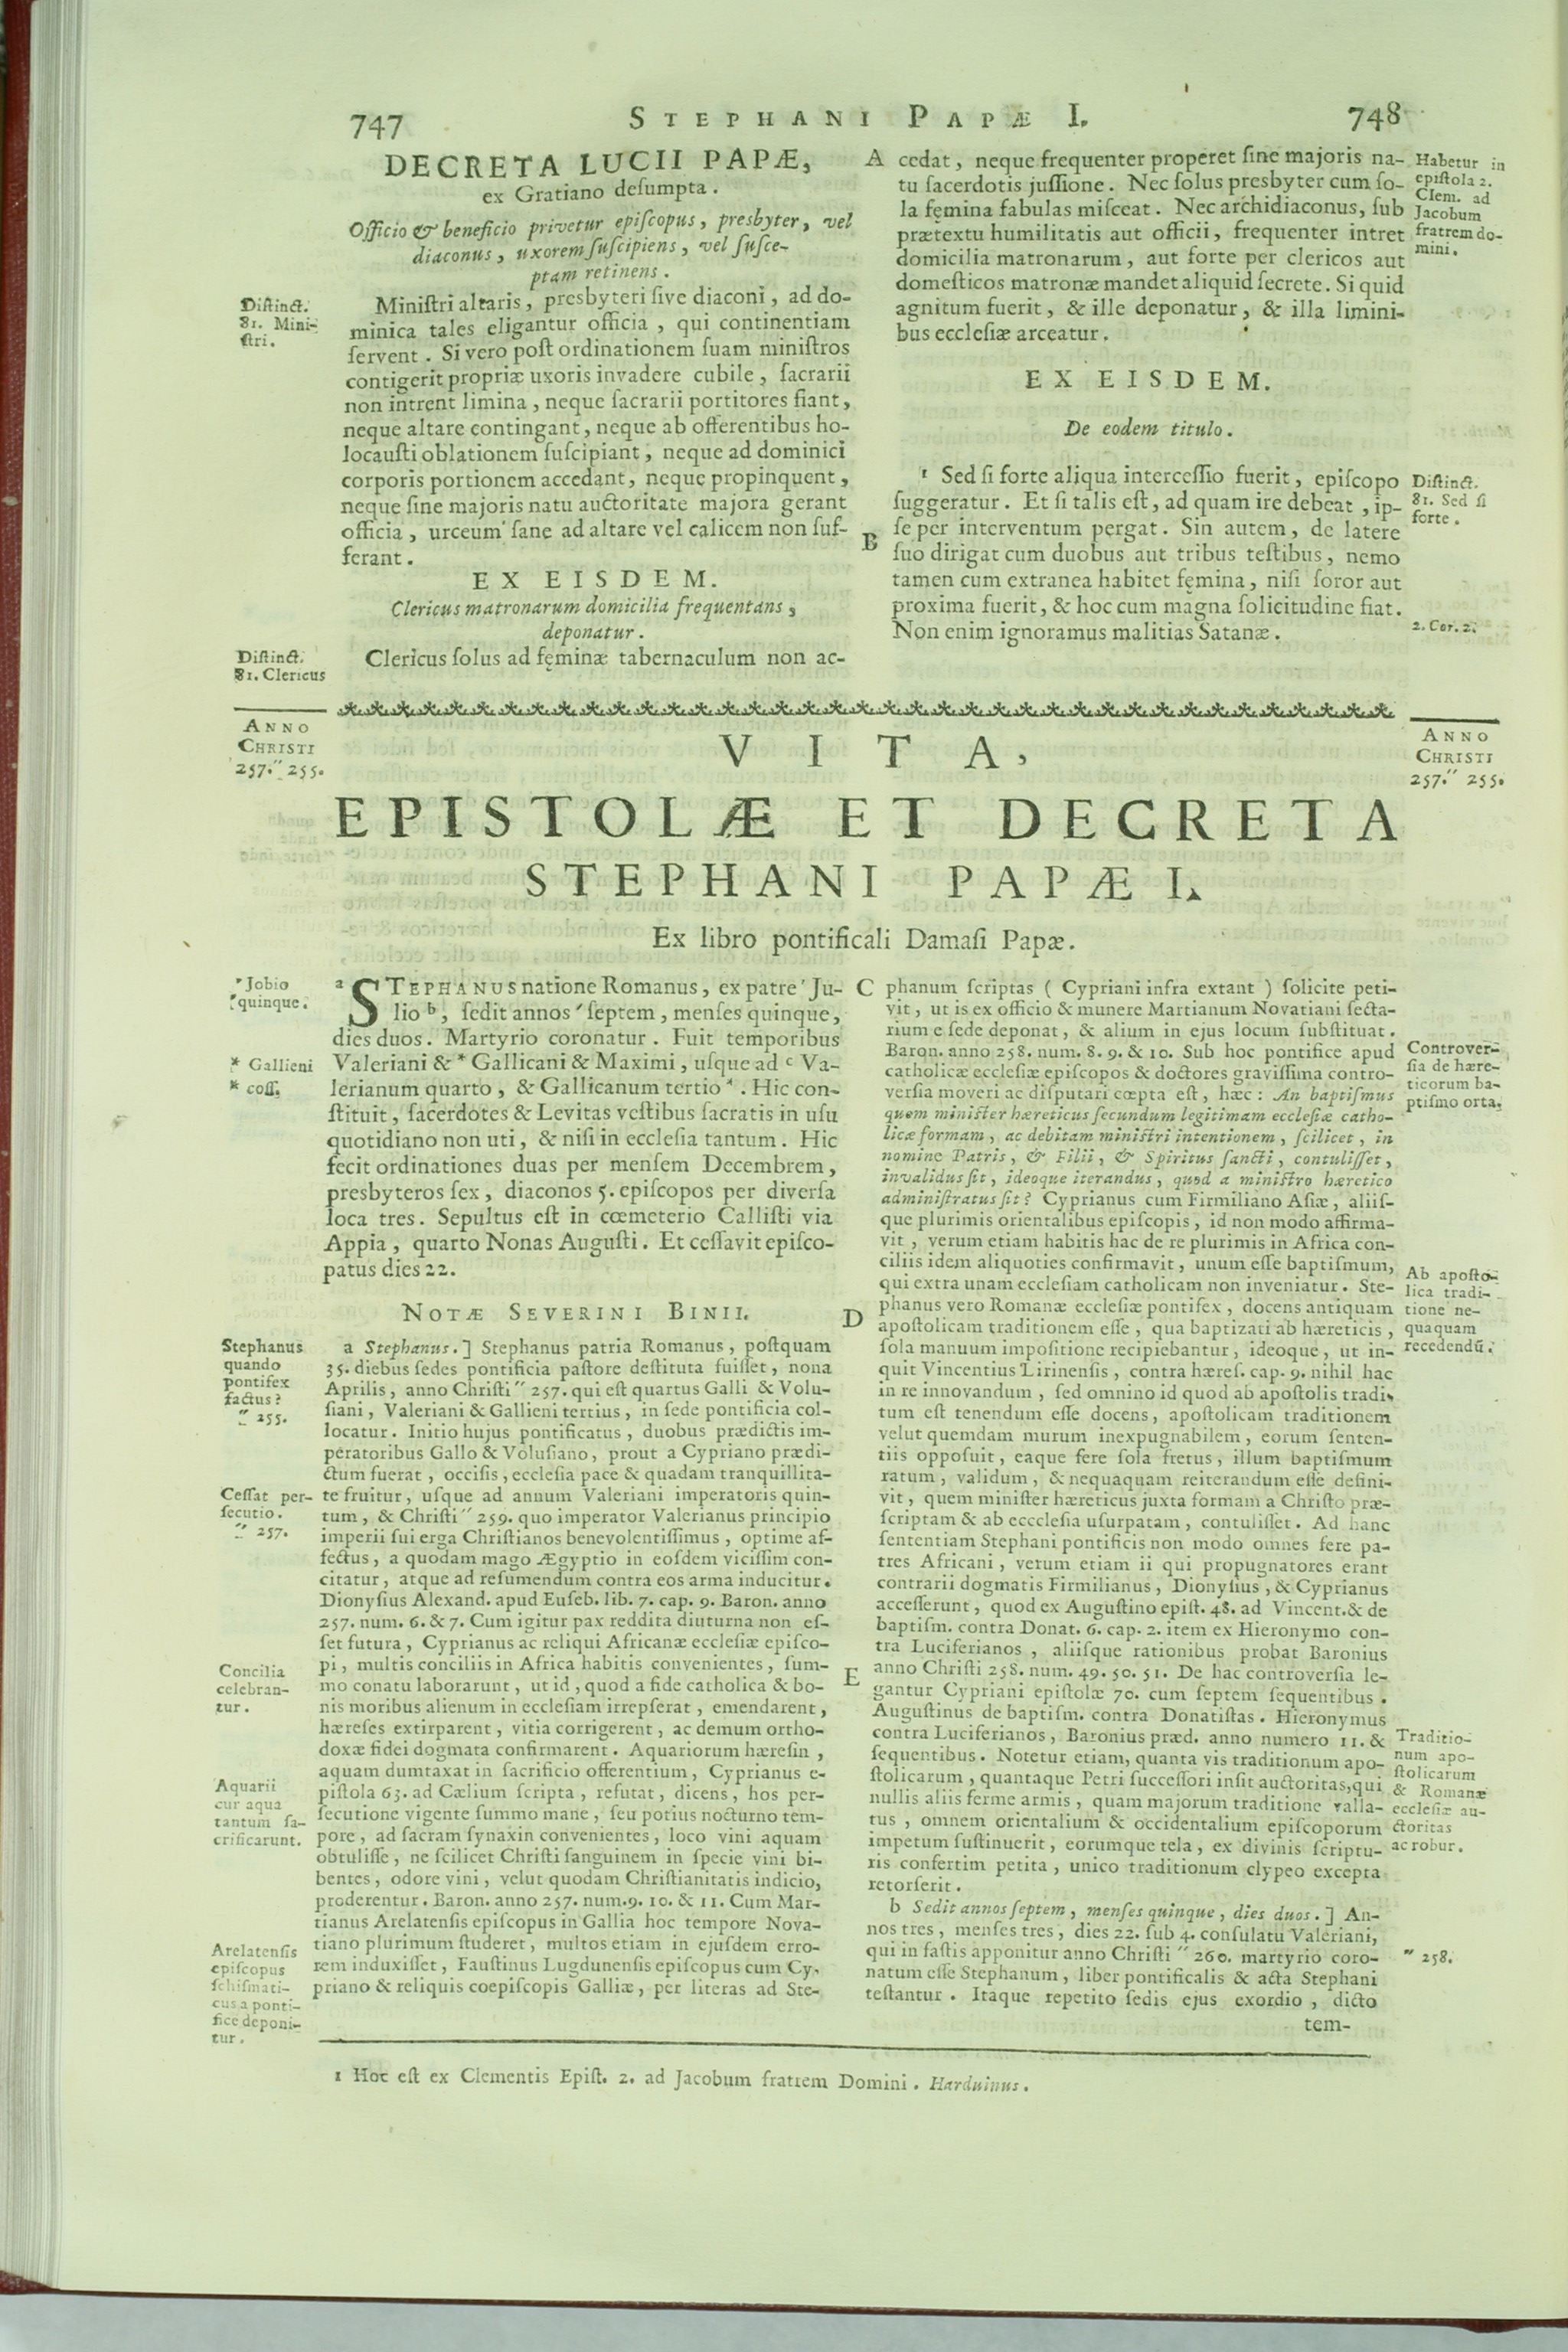 747
STEPHANI PAPÆ I.
748
DECRETA LUCII PAPÆ,
ex Gratiano deſumpta.
Officio & beneficio privetur epiſcopus, presbyter, vel
diaconus, uxorem ſuſcipiens, vel ſuſce-
ptam retinens.
Diſtinct.
81. Mini-
ſtri.
Miniſtri altaris, presbyteri ſive diaconi, ad do-
minica tales eligantur officia, qui continentiam
ſervent. Si vero poſt ordinationem ſuam miniſtros
contigerit propriæ uxoris invadere cubile, ſacrarii
non intrent limina, neque ſacrarii portitores fiant,
neque altare contingant, neque ab offerentibus ho-
locauſti oblationem ſuſcipiant, neque ad dominici
corporis portionem accedant, neque propinquent,
neque ſine majoris natu auctoritate majora gerant
officia, urceum ſane ad altare vel calicem non ſuf-
ferant.
EX EISDEM.
Clericus matronarum domicilia frequentans,
deponatur.
Diſtinct.
81. Clericus
Clericus ſolus ad fęminæ tabernaculum non ac-
A
cedat, neque frequenter properet ſine majoris na-
tu ſacerdotis juſſione. Nec ſolus presbyter cum ſo-
la fęmina fabulas miſceat. Nec archidiaconus, ſub
prætextu humilitatis aut officii, frequenter intret
domicilia matronarum, aut forte per clericos aut
domeſticos matronæ mandet aliquid ſecrete. Si quid
agnitum fuerit, & ille deponatur, & illa limini-
bus eccleſiæ arceatur.
Habetur in
epiſtola 2.
Clem. ad
Jacobum
fratrem do-
mini.
EX EISDEM.
De eodem titulo.
1 Sed ſi forte aliqua interceſſio fuerit, epiſcopo
ſuggeratur. Et ſi talis eſt, ad quam ire debeat, ip-
ſe per interventum pergat. Sin autem, de latere
B
ſuo dirigat cum duobus aut tribus teſtibus, nemo
tamen cum extranea habitet fęmina, niſi ſoror aut
proxima fuerit, & hoc cum magna ſolicitudine fiat.
Non enim ignoramus malitias Satanæ.
Diſtinct.
81. Sed ſi
forte.
2. Cor. 2.
ANNO
CHRISTI
257.″ 255.
ANNO
CHRISTI
257.″ 255.
VITA,
EPISTOLÆ ET DECRETA
STEPHANI PAPÆ I.
Ex libro pontificali Damaſi Papæ.
′Jobio
′quinque.
* Gallieni
* coſſ.
a STEPHANUS natione Romanus, ex patre ′Ju-
lio b, ſedit annos ′ſeptem, menſes quinque,
dies duos. Martyrio coronatur. Fuit temporibus
Valeriani & * Gallicani & Maximi, uſque ad c Va-
lerianum quarto, & Gallicanum tertio *. Hic con-
ſtituit, ſacerdotes & Levitas veſtibus ſacratis in uſu
quotidiano non uti, & niſi in eccleſia tantum. Hic
fecit ordinationes duas per menſem Decembrem,
presbyteros ſex, diaconos 5. epiſcopos per diverſa
loca tres. Sepultus eſt in cœmeterio Calliſti via
Appia, quarto Nonas Auguſti. Et ceſſavit epiſco-
patus dies 22.
NOTÆ SEVERINI BINII.
Stephanus
quando
pontifex
factus?
″ 255.
Ceſſat per-
ſecutio.
″ 257.
Concilia
celebran-
tur.
Aquarii
cur aqua
tantum ſa-
crificarunt.
Arelatenſis
epiſcopus
ſchiſmati-
cus a ponti-
fice deponi-
tur.
a Stephanus.] Stephanus patria Romanus, poſtquam
35. diebus ſedes pontificia paſtore deſtituta fuiſſet, nona
Aprilis, anno Chriſti ″ 257. qui eſt quartus Galli & Volu-
ſiani, Valeriani & Gallieni tertius, in ſede pontificia col-
locatur. Initio hujus pontificatus, duobus prædictis im-
peratoribus Gallo & Voluſiano, prout a Cypriano prædi-
ctum fuerat, occiſis, eccleſia pace & quadam tranquillita-
te fruitur, uſque ad annum Valeriani imperatoris quin-
tum, & Chriſti ″ 259. quo imperator Valerianus principio
imperii ſui erga Chriſtianos benevolentiſſimus, optime af-
fectus, a quodam mago Ægyptio in eoſdem viciſſim con-
citatur, atque ad reſumendum contra eos arma inducitur.
Dionyſius Alexand. apud Euſeb. lib. 7. cap. 9. Baron. anno
257. num. 6. & 7. Cum igitur pax reddita diuturna non eſ-
ſet futura, Cyprianus ac reliqui Africanæ eccleſiæ epiſco-
pi, multis conciliis in Africa habitis convenientes, ſum-
mo conatu laborarunt, ut id, quod a fide catholica & bo-
nis moribus alienum in eccleſiam irrepſerat, emendarent,
hæreſes extirparent, vitia corrigerent, ac demum ortho-
doxæ fidei dogmata confirmarent. Aquariorum hæreſin,
aquam dumtaxat in ſacrificio offerentium, Cyprianus e-
piſtola 63. ad Cælium ſcripta, refutat, dicens, hos per-
ſecutione vigente ſummo mane, ſeu potius nocturno tem-
pore, ad ſacram ſynaxin convenientes, loco vini aquam
obtuliſſe, ne ſcilicet Chriſti ſanguinem in ſpecie vini bi-
bentes, odore vini, velut quodam Chriſtianitatis indicio,
proderentur. Baron. anno 257. num. 9. 10. & 11. Cum Mar-
tianus Arelatenſis epiſcopus in Gallia hoc tempore Nova-
tiano plurimum ſtuderet, multos etiam in ejuſdem erro-
rem induxiſſet, Fauſtinus Lugdunenſis epiſcopus cum Cy-
priano & reliquis coepiſcopis Galliæ, per literas ad Ste-
C
phanum ſcriptas ( Cypriani infra extant ) ſolicite peti-
vit, ut is ex officio & munere Martianum Novatiani ſecta-
rium e ſede deponat, & alium in ejus locum ſubſtituat.
Baron. anno 258. num. 8. 9. & 10. Sub hoc pontifice apud
catholicæ eccleſiæ epiſcopos & doctores graviſſima contro-
verſia moveri ac diſputari cœpta eſt, hæc: An baptiſmus
quem miniſter hæreticus ſecundum legitimam eccleſiæ catho-
licæ formam, ac debitam miniſtri intentionem, ſcilicet, in
nomine Patris, & Filii, & Spiritus ſancti, contuliſſet,
invalidus ſit, ideoque iterandus, quod a miniſtro hæretico
adminiſtratus ſit? Cyprianus cum Firmiliano Aſiæ, aliiſ-
que plurimis orientalibus epiſcopis, id non modo affirma-
vit, verum etiam habitis hac de re plurimis in Africa con-
ciliis idem aliquoties confirmavit, unum eſſe baptiſmum,
qui extra unam eccleſiam catholicam non inveniatur. Ste-
D
phanus vero Romanæ eccleſiæ pontifex, docens antiquam
apoſtolicam traditionem eſſe, qua baptizati ab hæreticis,
ſola manuum impoſitione recipiebantur, ideoque, ut in-
quit Vincentius Lirinenſis, contra hæreſ. cap. 9. nihil hac
in re innovandum, ſed omnino id quod ab apoſtolis tradi-
tum eſt tenendum eſſe docens, apoſtolicam traditionem
velut quemdam murum inexpugnabilem, eorum ſenten-
tiis oppoſuit, eaque fere ſola fretus, illum baptiſmum
ratum, validum, & nequaquam reiterandum eſſe defini-
vit, quem miniſter hæreticus juxta formam a Chriſto præ-
ſcriptam & ab ecccleſia uſurpatam, contuliſſet. Ad hanc
ſententiam Stephani pontificis non modo omnes fere pa-
tres Africani, verum etiam ii qui propugnatores erant
contrarii dogmatis Firmilianus, Dionyſius, & Cyprianus
acceſſerunt, quod ex Auguſtino epiſt. 48. ad Vincent. & de
baptiſm. contra Donat. 6. cap. 2. item ex Hieronymo con-
tra Luciferianos, aliiſque rationibus probat Baronius
E
anno Chriſti 258. num. 49. 50. 51. De hac controverſia le-
gantur Cypriani epiſtolæ 70. cum ſeptem ſequentibus.
Auguſtinus de baptiſm. contra Donatiſtas. Hieronymus
contra Luciferianos, Baronius præd. anno numero 11. &
ſequentibus. Notetur etiam, quanta vis traditionum apo-
ſtolicarum, quantaque Petri ſucceſſori inſit auctoritas, qui
nullis aliis ferme armis, quam majorum traditione valla-
tus, omnem orientalium & occidentalium epiſcoporum
impetum ſuſtinuerit, eorumque tela, ex divinis ſcriptu-
ris confertim petita, unico traditionum clypeo excepta
retorſerit.
b Sedit annos ſeptem, menſes quinque, dies duos.] An-
nos tres, menſes tres, dies 22. ſub 4. conſulatu Valeriani,
qui in faſtis apponitur anno Chriſti ″ 260. martyrio coro-
natum eſſe Stephanum, liber pontificalis & acta Stephani
teſtantur. Itaque repetito ſedis ejus exordio, dicto
tem-
Controver-
ſia de hære-
ticorum ba-
ptiſmo orta.
Ab apoſto-
lica tradi-
tione ne-
quaquam
recedendū.
Traditio-
num apo-
ſtolicarum
& Romanæ
eccleſiæ au-
ctoritas
ac robur.
″ 258.
1 Hoc eſt ex Clementis Epiſt. 2. ad Jacobum fratrem Domini. Harduinus.